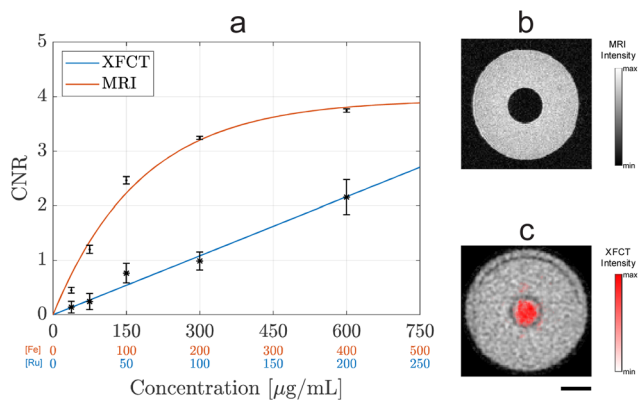 a
5
4
3
2
1
0
CNR
XFCT
MRI
0 150 300 450 600 750
[Fe] 0 100 200 300 400 500
[Ru] 0 50 100 150 200 250
Concentration [μg/mL]
b
MRI
Intensity
max
min
c
XFCT
Intensity
max
min